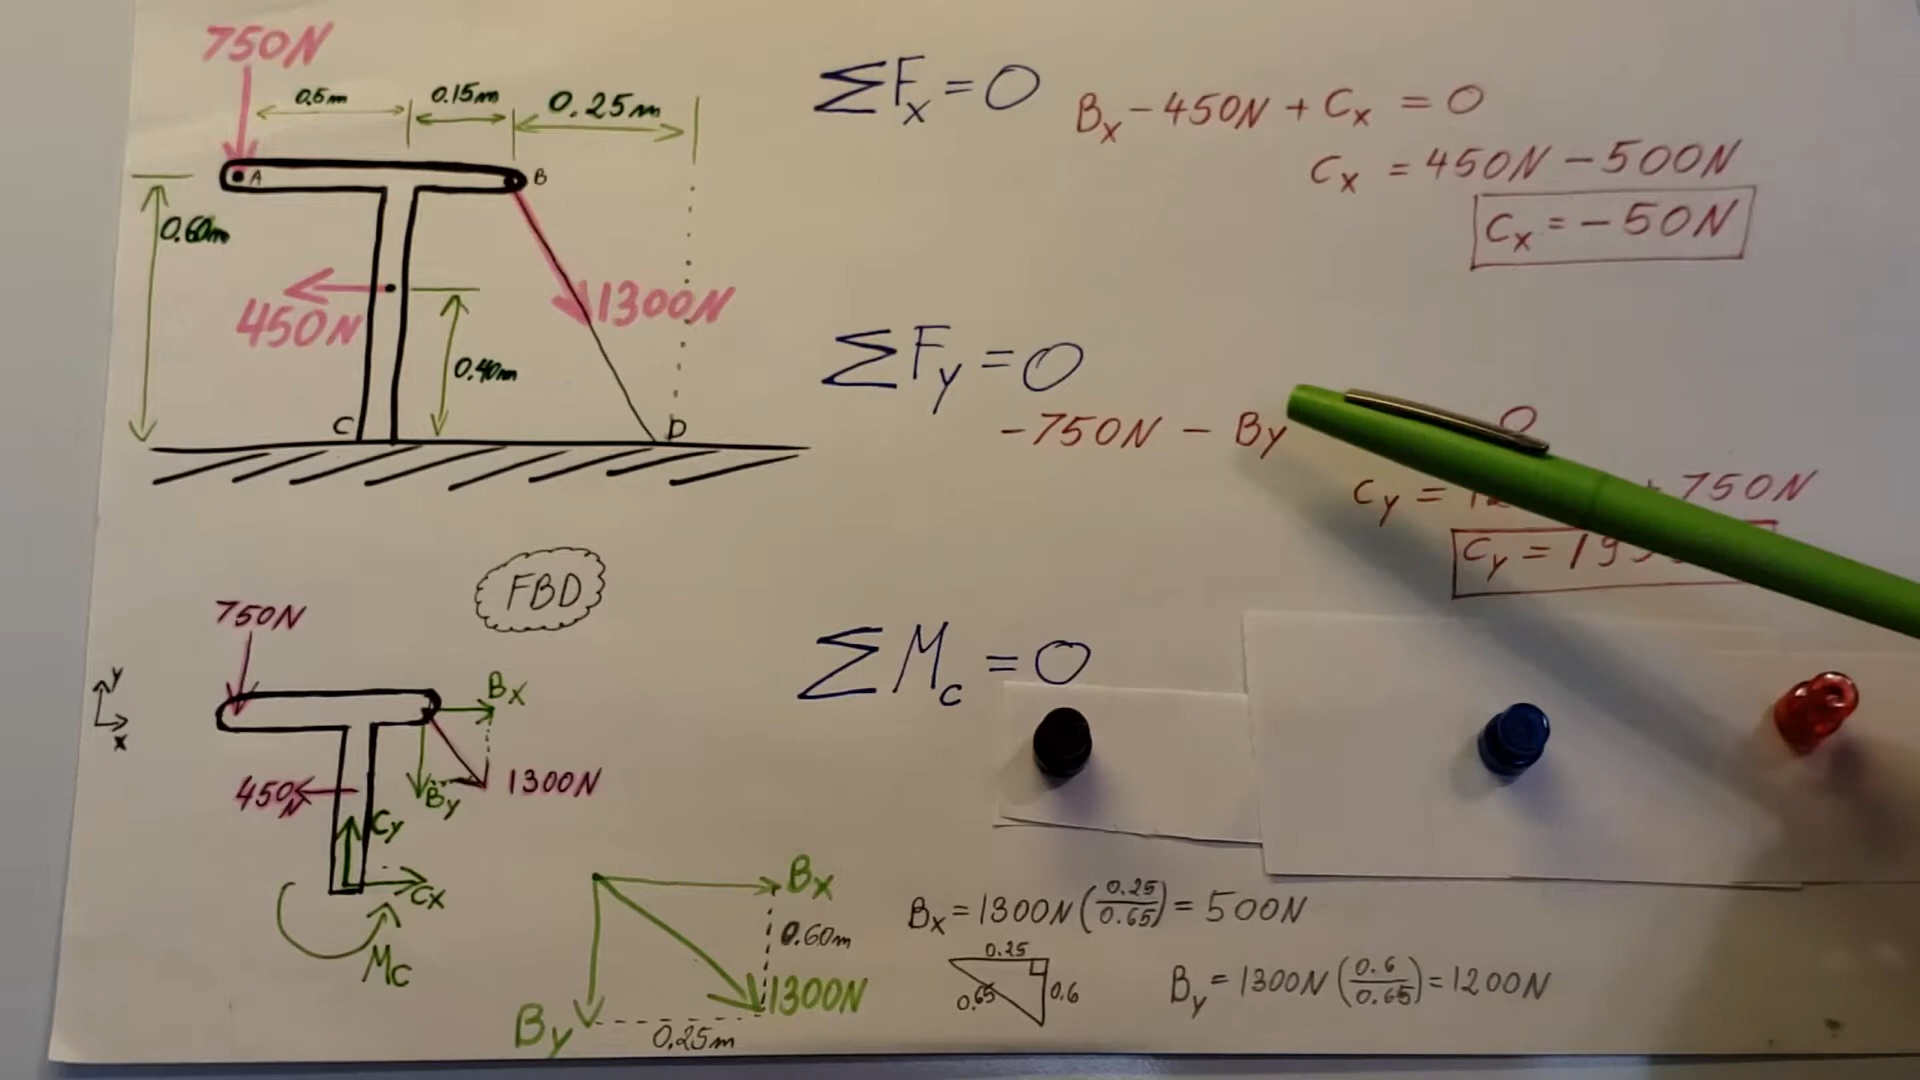 750N
0.5m
0.15m
0.25m
A
B
0.60m
450N
1300N
0.40m
C
D
ΣFx = 0
Bx - 450N + Cx = 0
Cx = 450N - 500N
Cx = -50N
ΣFy = 0
-750N - By
0
Cy =
+ 750N
Cy =
FBD
750N
Y
x
Bx
450N
By
1300N
Cy
Cx
Mc
ΣMc = 0
Bx
0.60m
1300N
By
0.25m
Bx = 1300N (0.25/0.65) = 500N
0.25
0.65
0.6
By = 1300N (0.6/0.65) = 1200N